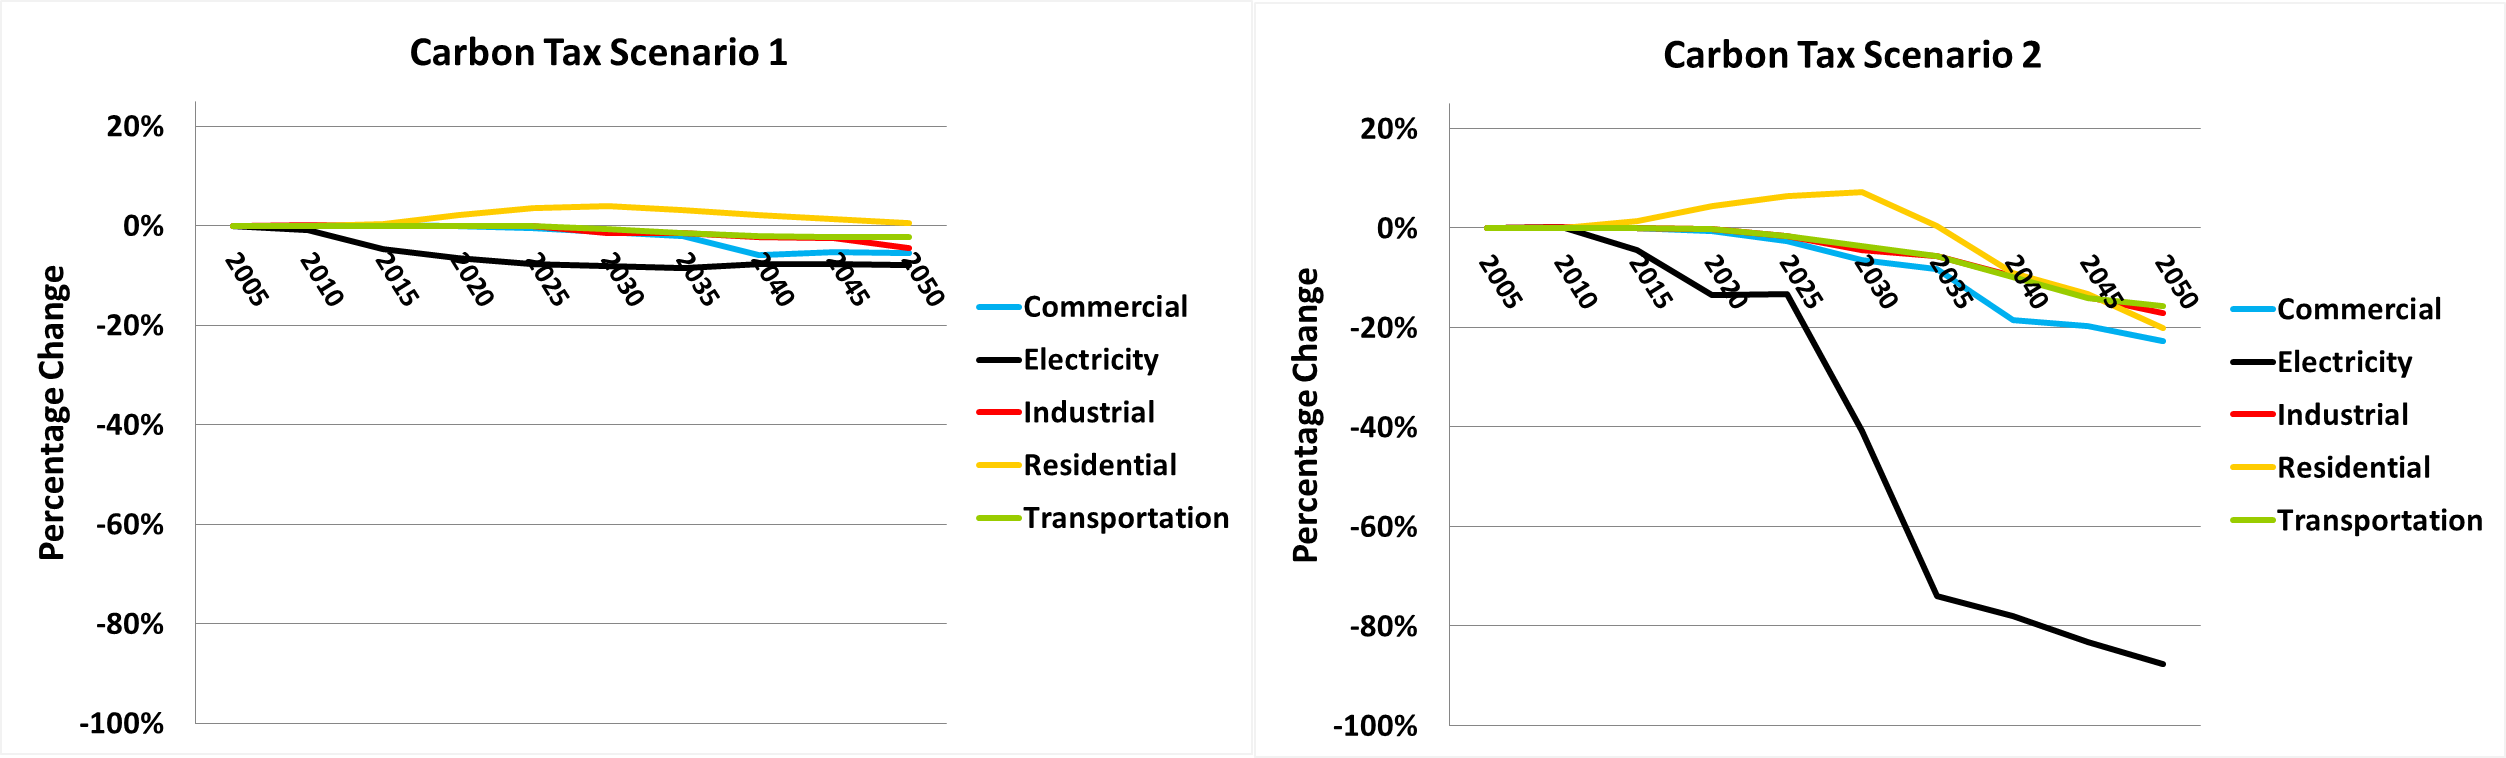 Carbon Tax Scenario 1
20%
0%
-20%
-40%
-60%
-80%
-100%
Percentage Change
2005
2010
2015
2020
2025
2030
2035
2040
2045
2050
Commercial
Electricity
Industrial
Residential
Transportation
Carbon Tax Scenario 2
20%
0%
-20%
-40%
-60%
-80%
-100%
Percentage Change
2005
2010
2015
2020
2025
2030
2035
2040
2045
2050
Commercial
Electricity
Industrial
Residential
Transportation